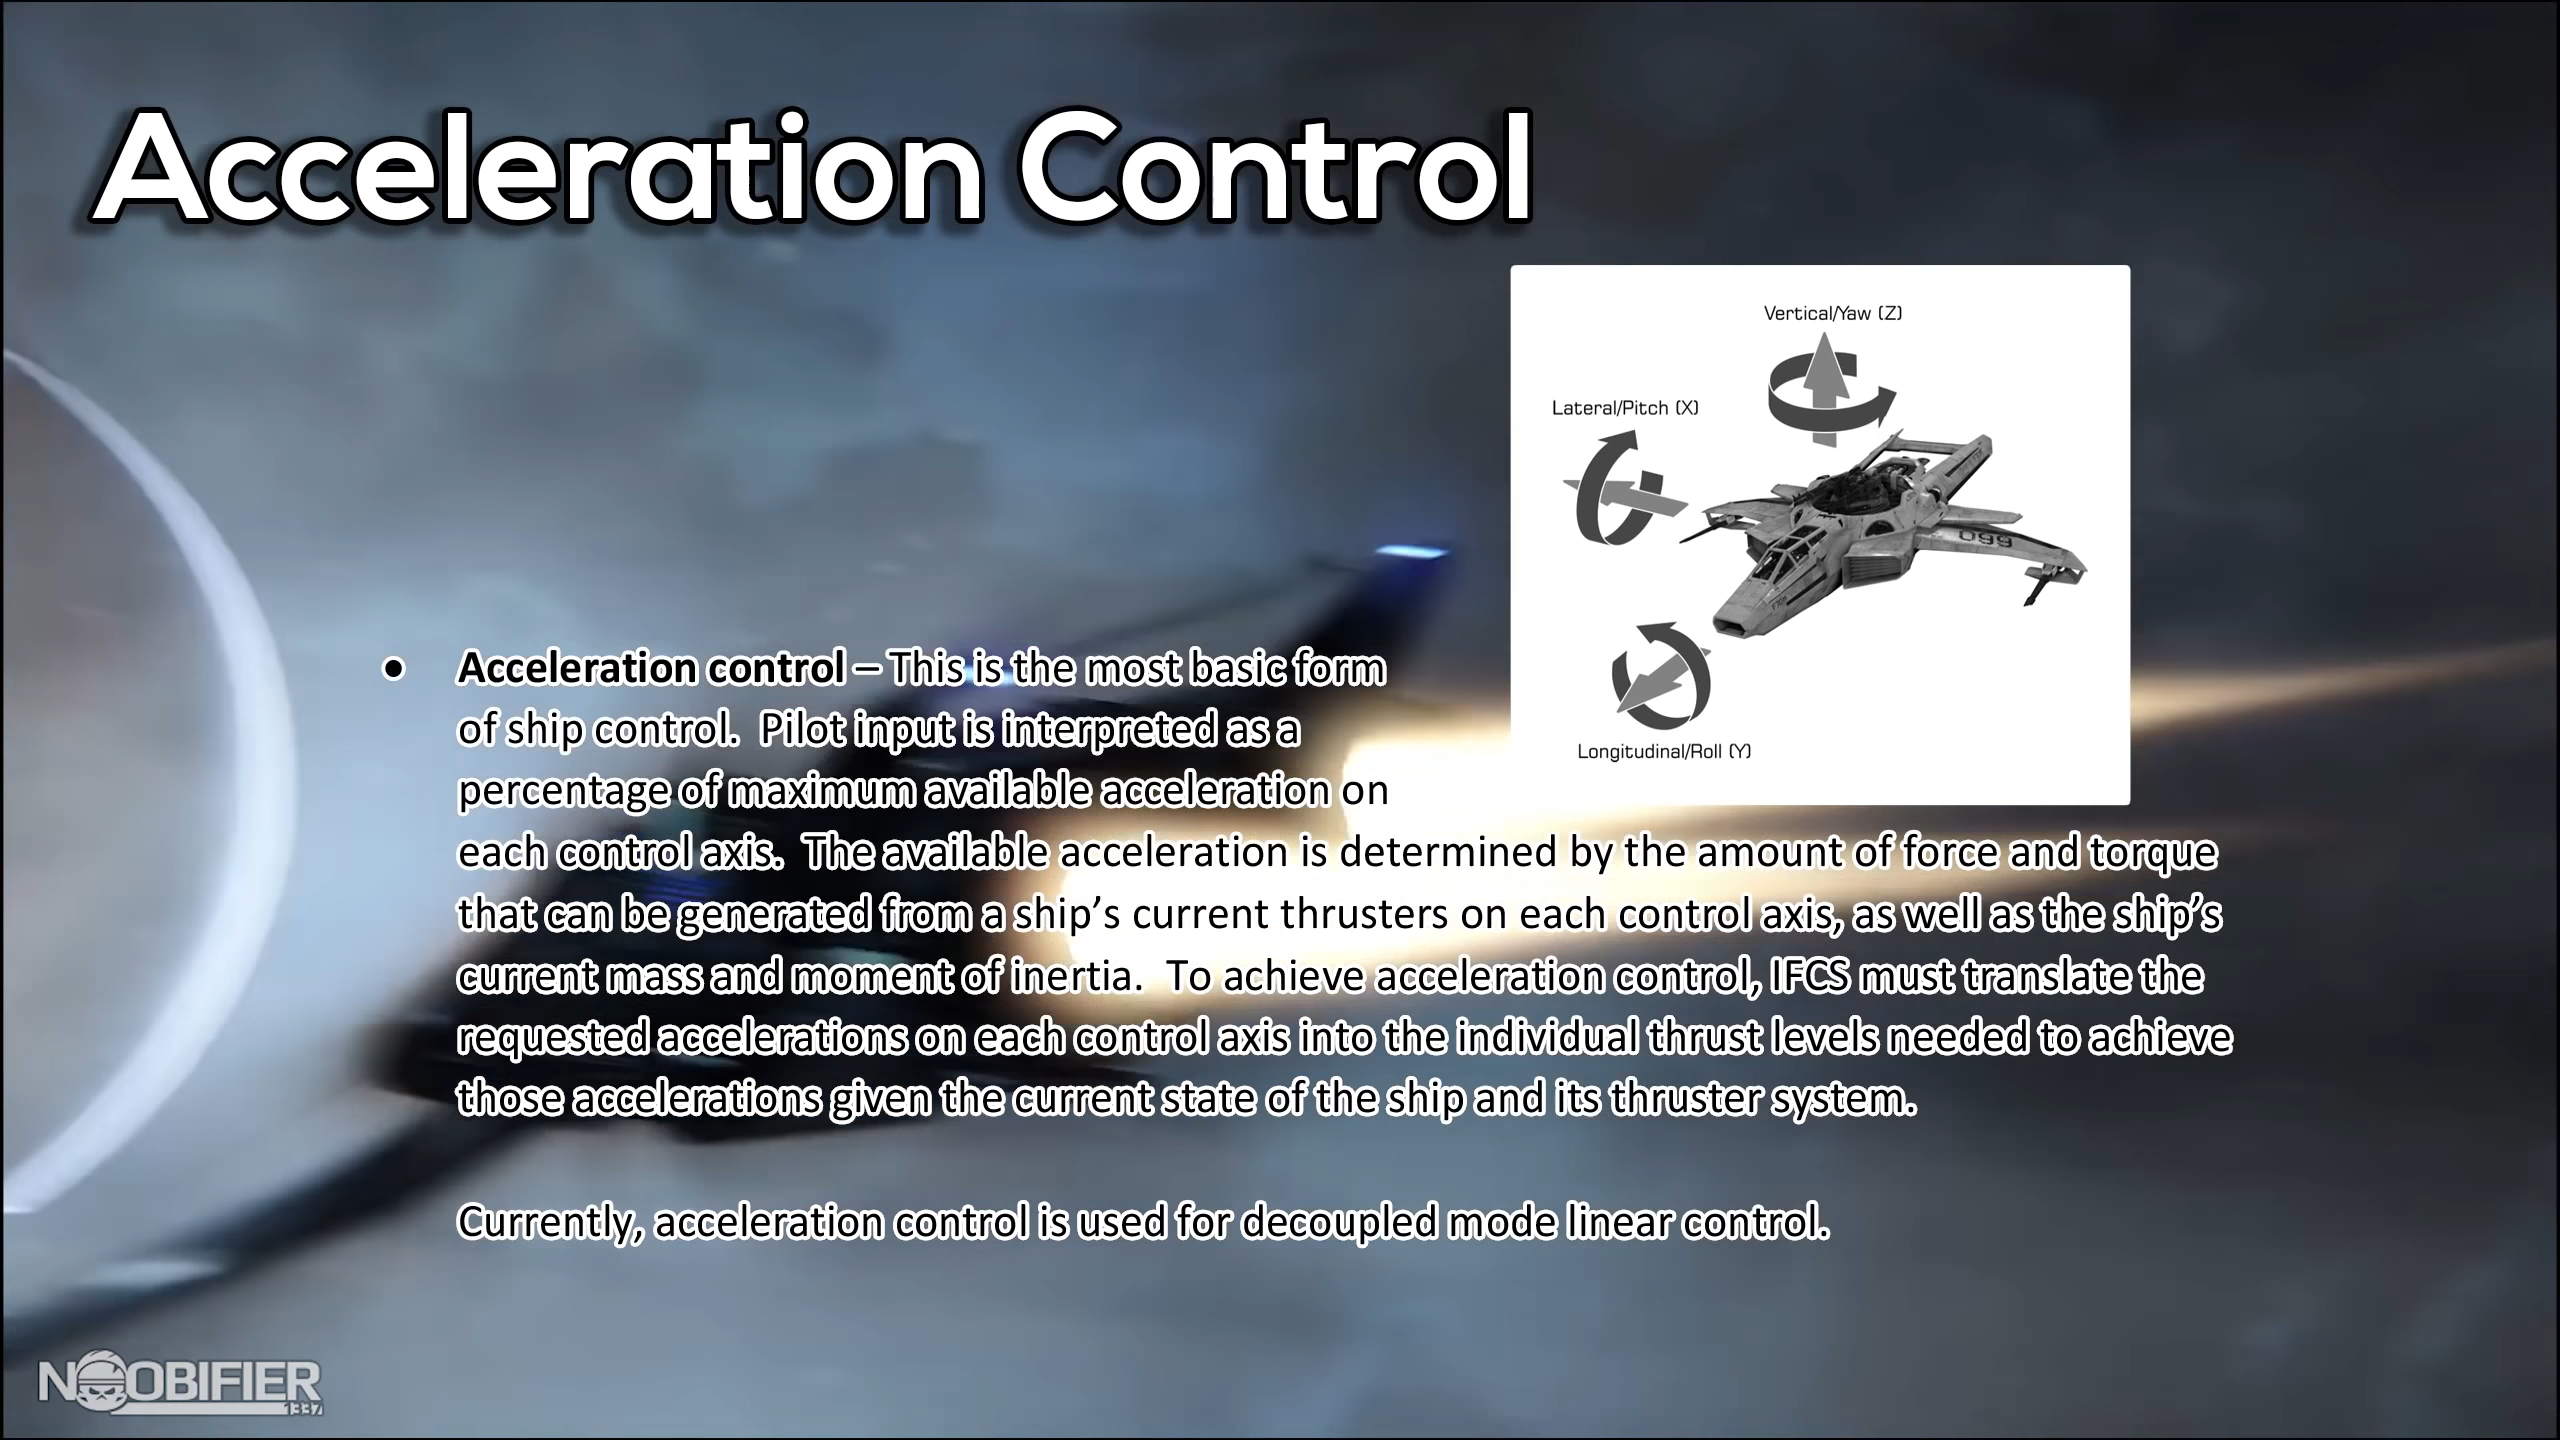 Acceleration Control
Vertical/Yaw (Z)
Lateral/Pitch (X)
099
Longitudinal/Roll (Y)
• Acceleration control – This is the most basic form
of ship control.  Pilot input is interpreted as a
percentage of maximum available acceleration on
each control axis.  The available acceleration is determined by the amount of force and torque
that can be generated from a ship’s current thrusters on each control axis, as well as the ship’s
current mass and moment of inertia.  To achieve acceleration control, IFCS must translate the
requested accelerations on each control axis into the individual thrust levels needed to achieve
those accelerations given the current state of the ship and its thruster system.
Currently, acceleration control is used for decoupled mode linear control.
NOOBIFIER
1337